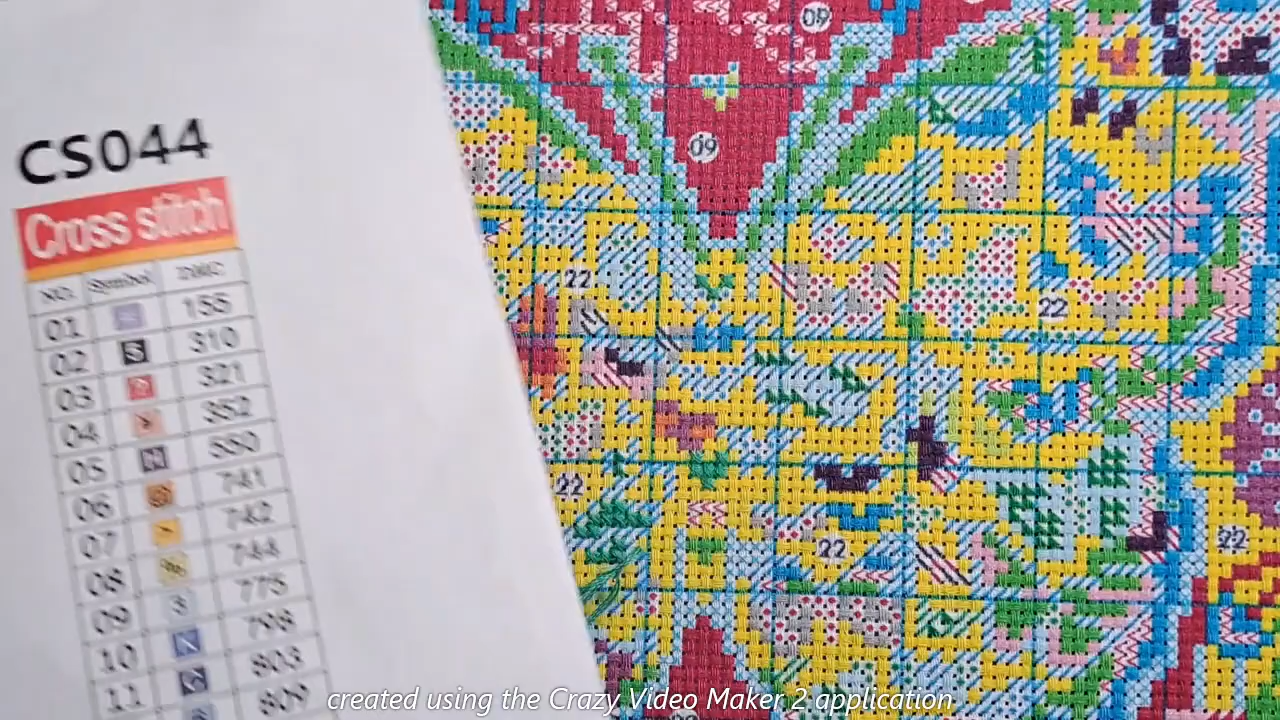 CS044
Cross stitch
NO. Symbol DMC
01 155
02 S 310
03 321
04 352
05 N 550
06 741
07 742
08 744
09 3 775
10 798
11 803
809
09
09
22
22
22
22
22
created using the Crazy Video Maker 2 application